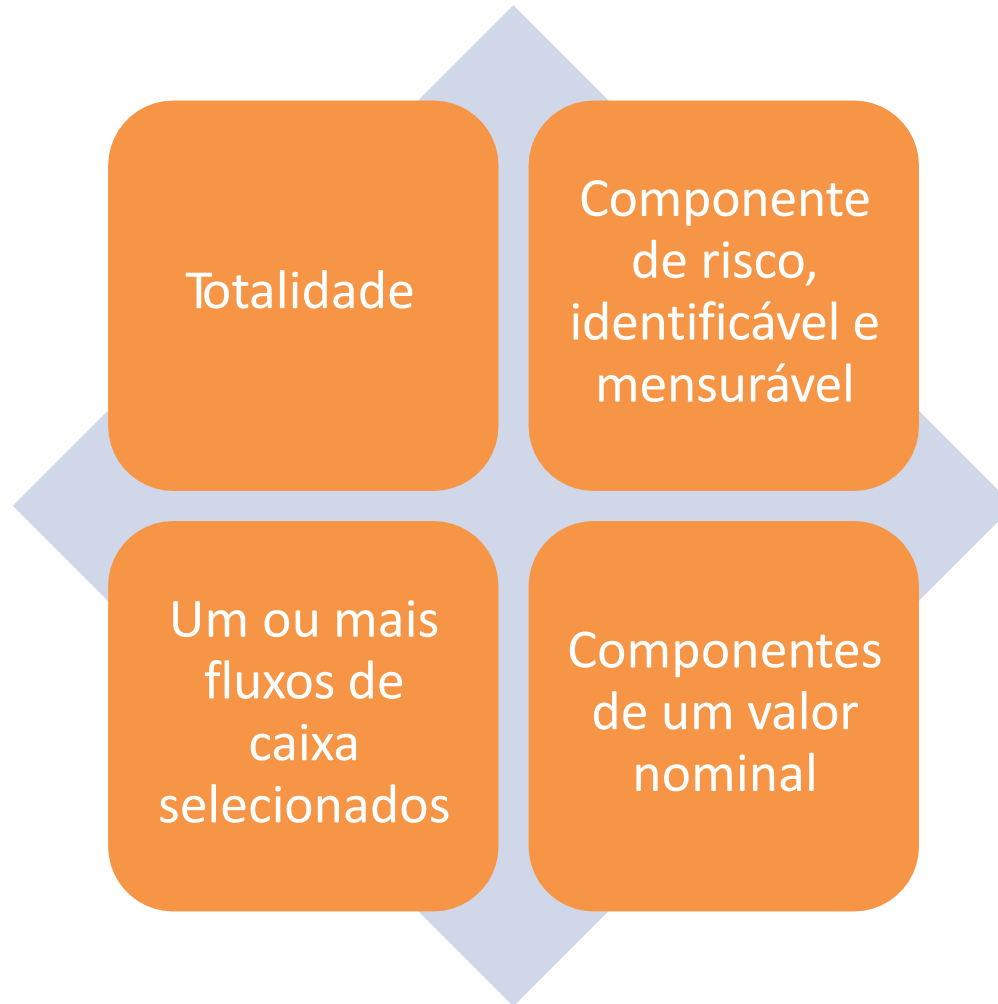 Totalidade
Componente
de risco,
identificável e
mensurável
Um ou mais
fluxos de
caixa
selecionados
Componentes
de um valor
nominal